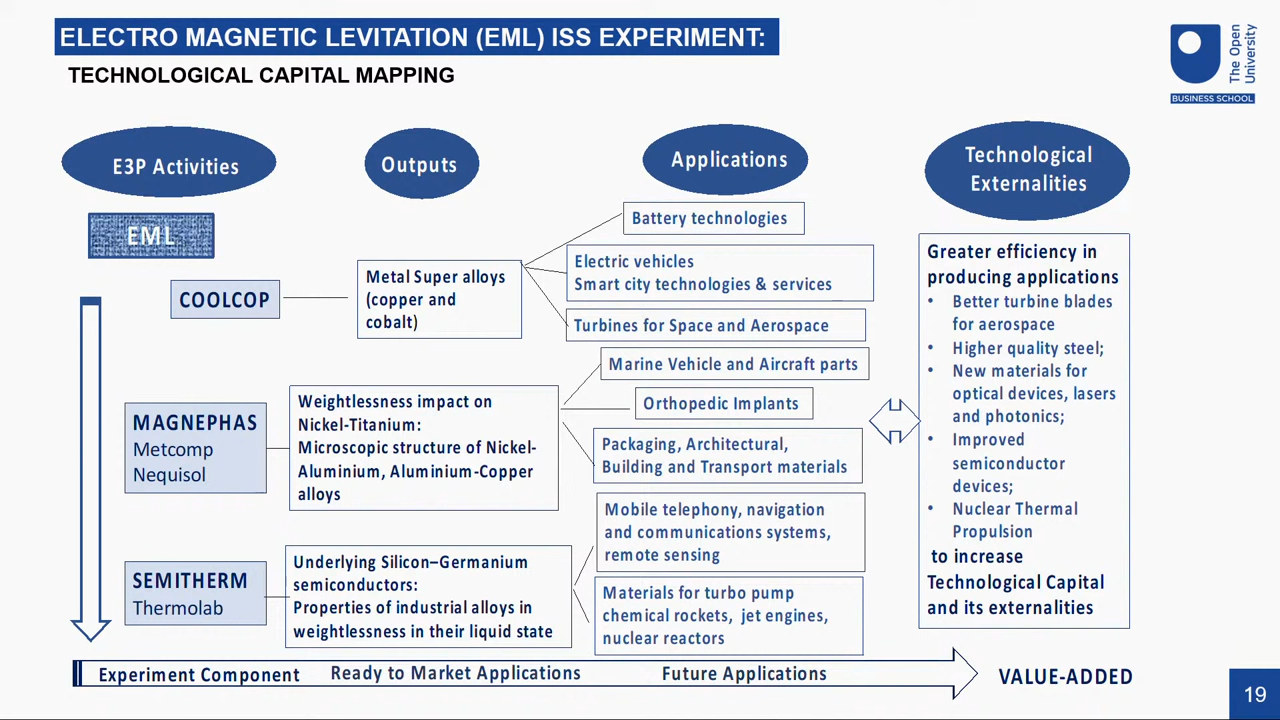 ELECTRO MAGNETIC LEVITATION (EML) ISS EXPERIMENT:
TECHNOLOGICAL CAPITAL MAPPING
The Open
University
BUSINESS SCHOOL
E3P Activities
Outputs
Applications
Technological
Externalities
EML
COOLCOP
Metal Super alloys
(copper and
cobalt)
Battery technologies
Electric vehicles
Smart city technologies & services
Turbines for Space and Aerospace
MAGNEPHAS
Metcomp
Nequisol
Weightlessness impact on
Nickel-Titanium:
Microscopic structure of Nickel-
Aluminium, Aluminium-Copper
alloys
Marine Vehicle and Aircraft parts
Orthopedic Implants
Packaging, Architectural,
Building and Transport materials
SEMITHERM
Thermolab
Underlying Silicon–Germanium
semiconductors:
Properties of industrial alloys in
weightlessness in their liquid state
Mobile telephony, navigation
and communications systems,
remote sensing
Materials for turbo pump
chemical rockets, jet engines,
nuclear reactors
Greater efficiency in
producing applications
• Better turbine blades
for aerospace
• Higher quality steel;
• New materials for
optical devices, lasers
and photonics;
• Improved
semiconductor
devices;
• Nuclear Thermal
Propulsion
to increase
Technological Capital
and its externalities
Experiment Component
Ready to Market Applications
Future Applications
VALUE-ADDED
19